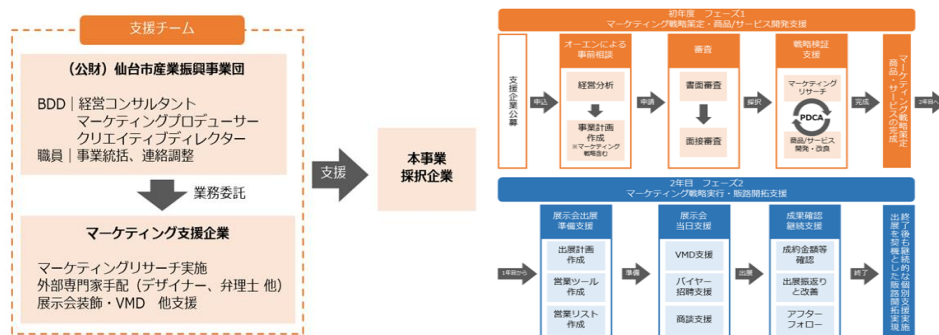 支援チーム
(公財)仙台市産業振興事業団
BDD|経営コンサルタント
マーケティングプロデューサー
クリエイティブディレクター
職員|事業統括、連絡調整
業務委託
マーケティング支援企業
マーケティングリサーチ実施
外部専門家手配(デザイナー、弁理士 他)
展示会装飾・VMD 他支援
支援
本事業
採択企業
初年度 フェーズ1
マーケティング戦略策定・商品/サービス開発支援
支援企業公募
申込
オーエンによる
事前相談
経営分析
事業計画
作成
※マーケティング
戦略含む
申請
審査
書面審査
面接審査
採択
戦略検証
支援
マーケティング
リサーチ
PDCA
商品/サービス
開発・改良
完成
マーケティング戦略策定
商品・サービスの完成
2年目へ
2年目 フェーズ2
マーケティング戦略実行・販路開拓支援
1年目から
展示会出展
準備支援
出展計画
作成
営業ツール
作成
営業リスト
作成
準備
展示会
当日支援
VMD支援
バイヤー
招聘支援
商談支援
出展
成果確認
継続支援
成約金額等
確認
出展振返り
と改善
アフター
フォロー
終了
終了後も継続的な個別支援実施
出展を契機とした販路開拓実現